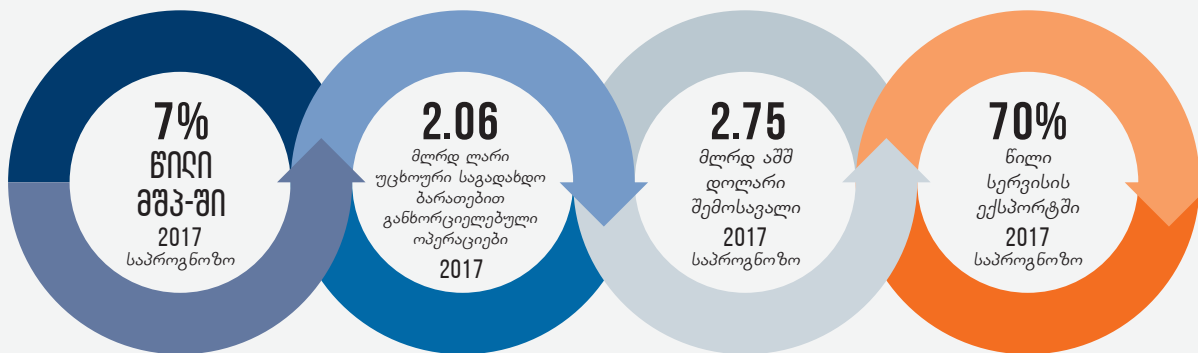 7%
წილი
მშპ-ში
2017
საპროგნოზო
2.06
მლრდ ლარი
უცხოური საგადახდო
ბარათებით
განხორციელებული
ოპერაციები
2017
2.75
მლრდ აშშ
დოლარი
შემოსავალი
2017
საპროგნოზო
70%
წილი
სერვისის
ექსპორტში
2017
საპროგნოზო